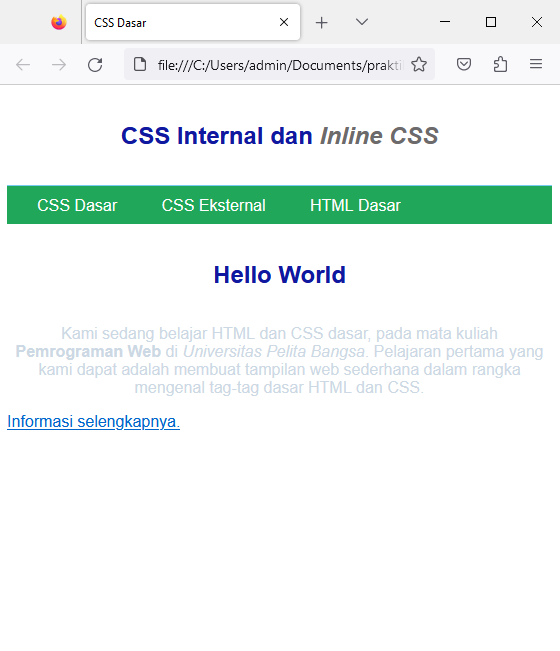 CSS Dasar
file:///C:/Users/admin/Documents/prakti
CSS Internal dan Inline CSS
CSS Dasar CSS Eksternal HTML Dasar
Hello World
Kami sedang belajar HTML dan CSS dasar, pada mata kuliah
Pemrograman Web di Universitas Pelita Bangsa. Pelajaran pertama yang
kami dapat adalah membuat tampilan web sederhana dalam rangka
mengenal tag-tag dasar HTML dan CSS.
Informasi selengkapnya.